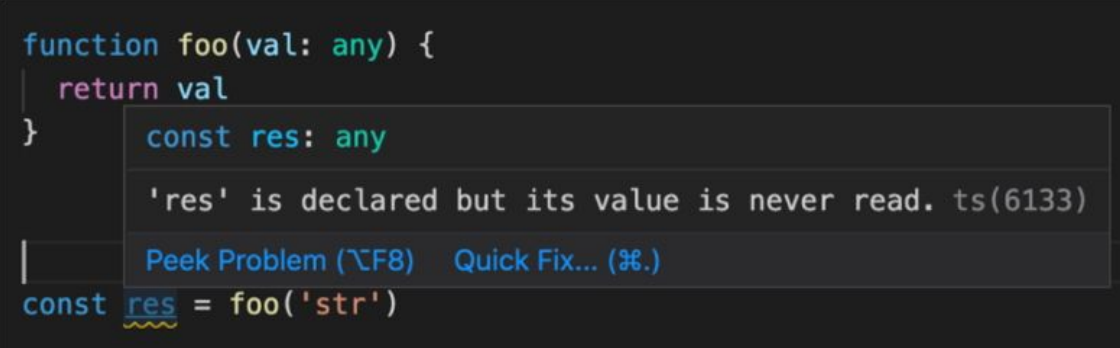 function foo(val: any) {
return val
}
const res: any
'res' is declared but its value is never read. ts(6133)
Peek Problem (⌥F8) Quick Fix... (⌘.)
const res = foo('str')